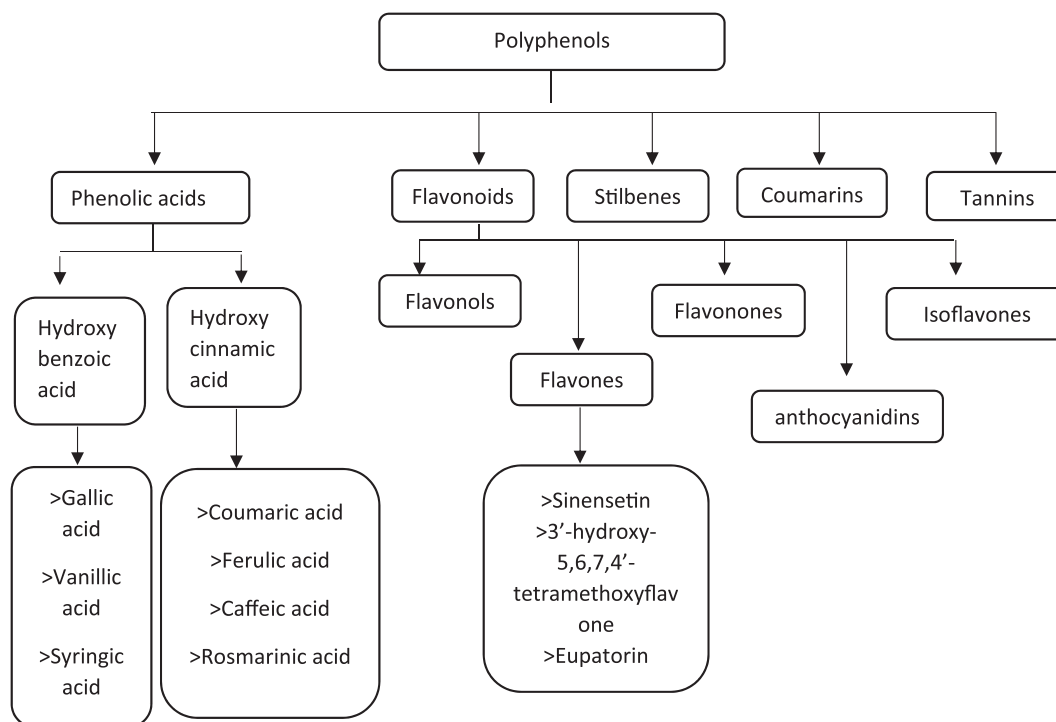 Polyphenols
Phenolic acids
Flavonoids
Stilbenes
Coumarins
Tannins
Hydroxy
benzoic
acid
Hydroxy
cinnamic
acid
Flavonols
Flavones
Flavonones
anthocyanidins
Isoflavones
>Gallic
acid
>Vanillic
acid
>Syringic
acid
>Coumaric acid
>Ferulic acid
>Caffeic acid
>Rosmarinic acid
>Sinensetin
>3’-hydroxy-
5,6,7,4’-
tetramethoxyflav
one
>Eupatorin